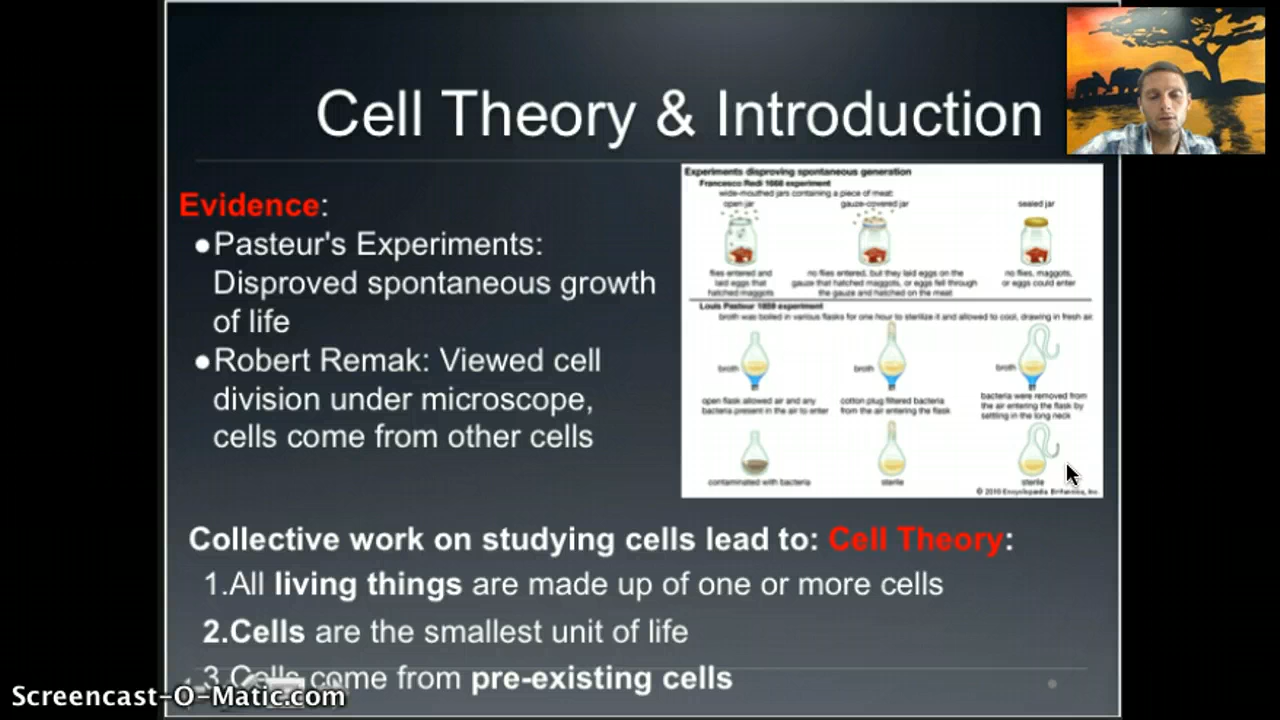 Cell Theory & Introduction
Evidence:
●Pasteur's Experiments:
Disproved spontaneous growth
of life
●Robert Remak: Viewed cell
division under microscope,
cells come from other cells
Experiments disproving spontaneous generation
Francesco Redi 1668 experiment
wide-mouthed jars containing a piece of meat:
open jar
gauze-covered jar
sealed jar
flies entered and
laid eggs that
hatched maggots
no flies entered, but they laid eggs on the
gauze that hatched maggots, or eggs fell through
the gauze and hatched on the meat
no flies, maggots,
or eggs could enter
Louis Pasteur 1859 experiment
broth was boiled in various flasks for one hour to sterilize it and allowed to cool, drawing in fresh air.
broth
broth
broth
open flask allowed air and any
bacteria present in the air to enter
cotton plug filtered bacteria
from the air entering the flask
bacteria were removed from
the air entering the flask by
settling in the long neck
contaminated with bacteria
sterile
sterile
© 2010 Encyclopædia Britannica, Inc.
Collective work on studying cells lead to: Cell Theory:
1.All living things are made up of one or more cells
2.Cells are the smallest unit of life
3.Cells come from pre-existing cells
Screencast-O-Matic.com